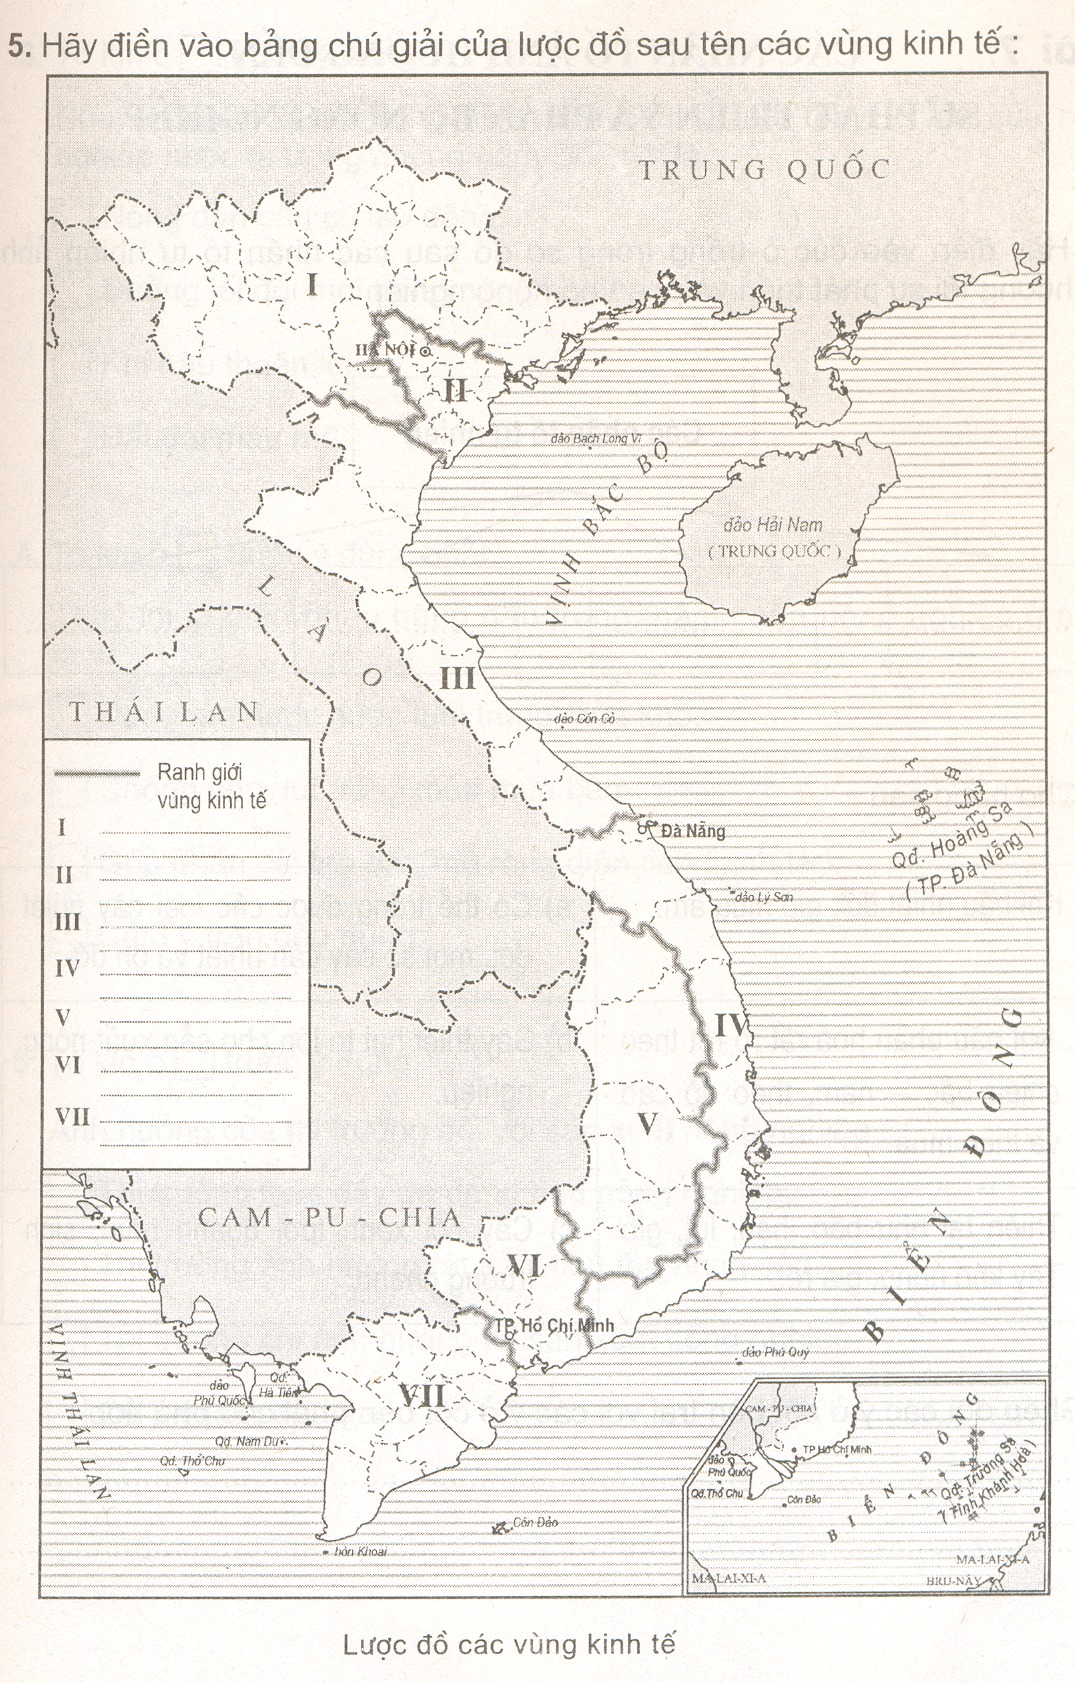 5. Hãy điền vào bảng chú giải của lược đồ sau tên các vùng kinh tế :
TRUNG QUỐC
I
HÀ NỘI
II
đảo Bạch Long Vĩ
VỊNH BẮC BỘ
đảo Hải Nam
( TRUNG QUỐC )
LÀO
III
THÁI LAN
đảo Cồn Cỏ
Ranh giới
vùng kinh tế
I
II
III
IV
V
VI
VII
Đà Nẵng
Qđ. Hoàng Sa
( TP. Đà Nẵng )
đảo Lý Sơn
IV
V
BIỂN ĐÔNG
CAM - PU - CHIA
VI
TP. Hồ Chí Minh
đảo Phú Quý
VỊNH THÁI LAN
đảo
Phú Quốc
Qđ.
Hà Tiên
VII
Qđ. Nam Du
Qđ. Thổ Chu
Côn Đảo
hòn Khoai
CAM - PU - CHIA
TP Hồ Chí Minh
đảo
Phú Quốc
Qđ. Thổ Chu
Côn Đảo
BIỂN ĐÔNG
Qđ. Trường Sa
( Tỉnh Khánh Hoà )
MA-LAI-XI-A
MA-LAI-XI-A
BRU-NÂY
Lược đồ các vùng kinh tế